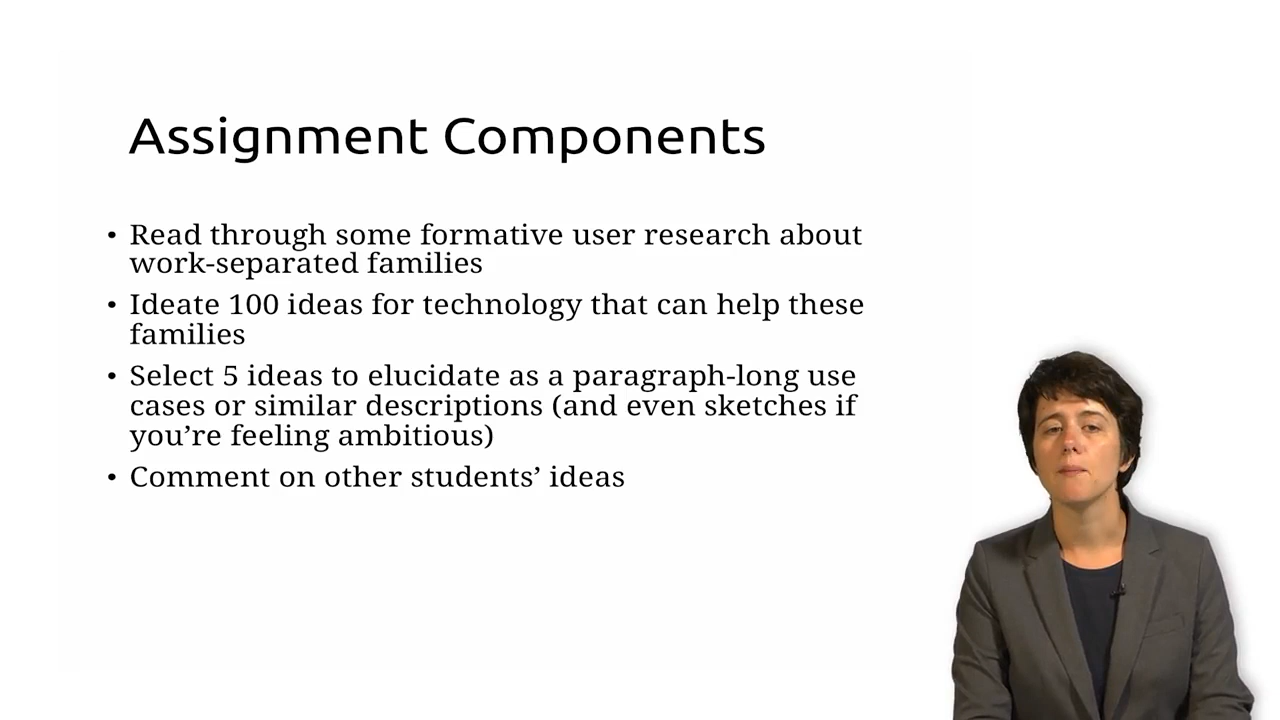 Assignment Components
• Read through some formative user research about
work-separated families
• Ideate 100 ideas for technology that can help these
families
• Select 5 ideas to elucidate as a paragraph-long use
cases or similar descriptions (and even sketches if
you’re feeling ambitious)
• Comment on other students’ ideas